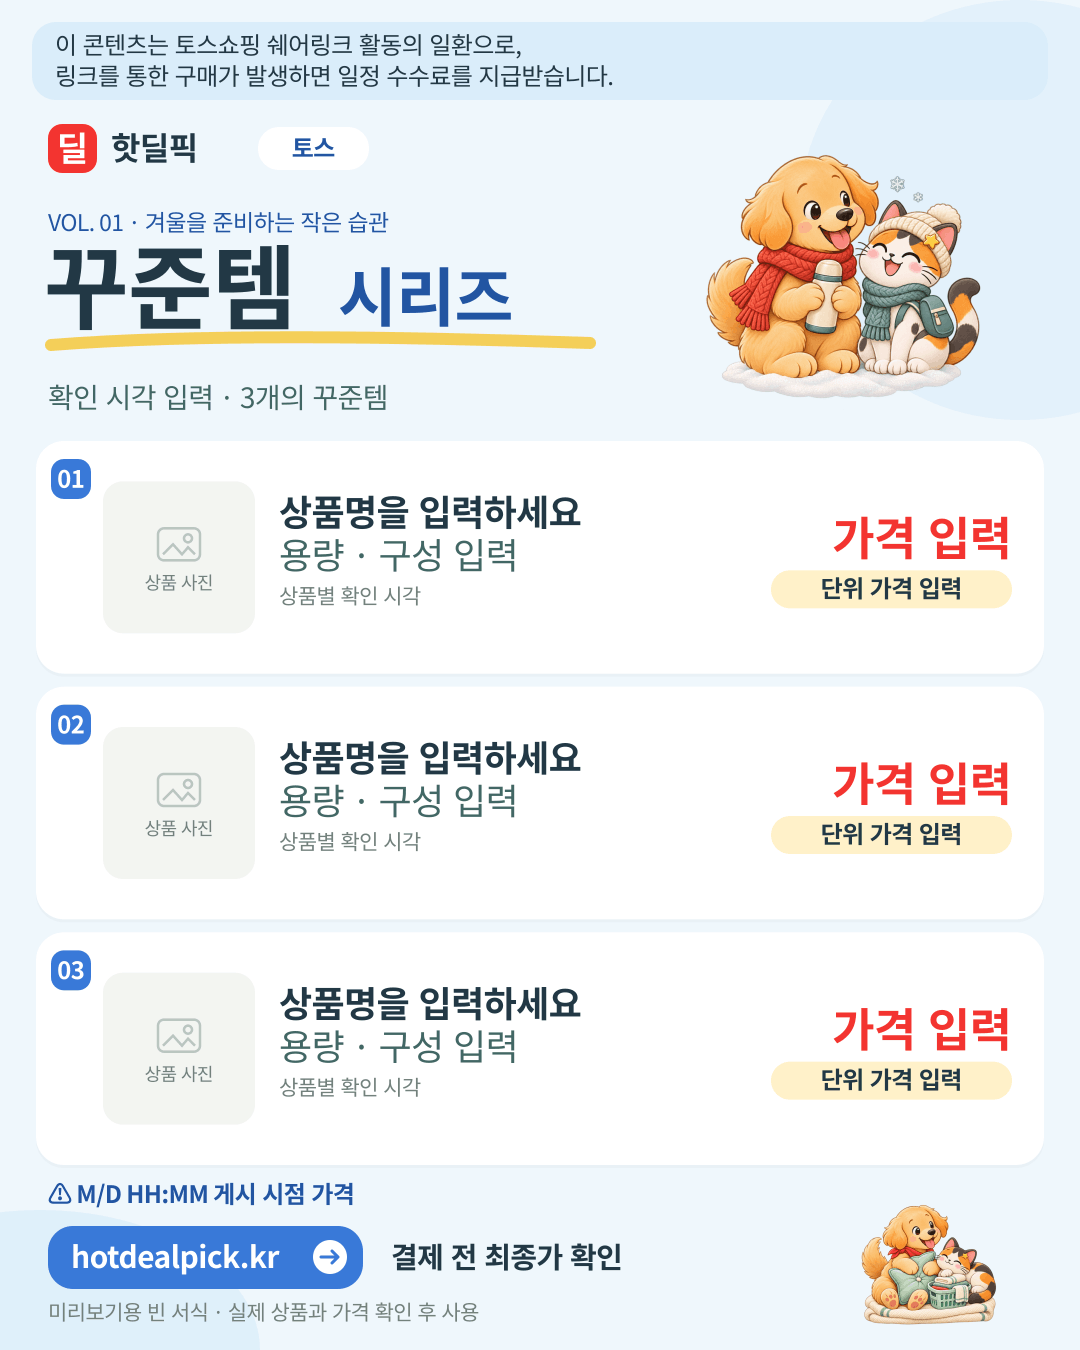 이 콘텐츠는 토스쇼핑 쉐어링크 활동의 일환으로,
링크를 통한 구매가 발생하면 일정 수수료를 지급받습니다.
딜 핫딜픽 토스
VOL. 01 · 겨울을 준비하는 작은 습관
꾸준템 시리즈
확인 시각 입력 · 3개의 꾸준템
01
상품 사진
상품명을 입력하세요
용량 · 구성 입력
상품별 확인 시각
가격 입력
단위 가격 입력
02
상품 사진
상품명을 입력하세요
용량 · 구성 입력
상품별 확인 시각
가격 입력
단위 가격 입력
03
상품 사진
상품명을 입력하세요
용량 · 구성 입력
상품별 확인 시각
가격 입력
단위 가격 입력
⚠ M/D HH:MM 게시 시점 가격
hotdealpick.kr → 결제 전 최종가 확인
미리보기용 빈 서식 · 실제 상품과 가격 확인 후 사용